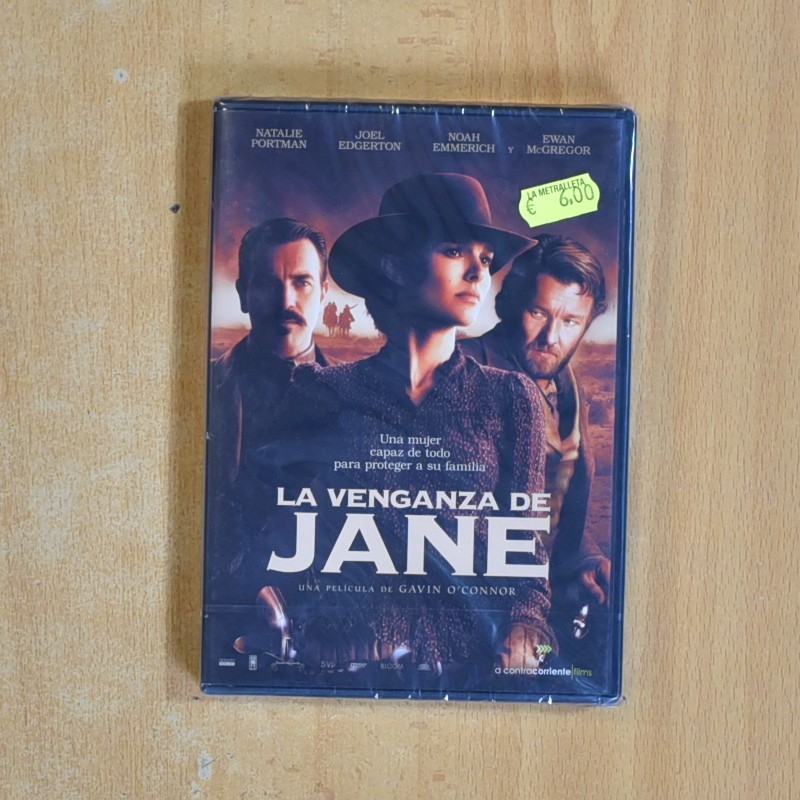 NATALIE PORTMAN
JOEL EDGERTON
NOAH EMMERICH
Y
EWAN McGREGOR
LA METRALLETA
€ 6,00
Una mujer
capaz de todo
para proteger a su familia
LA VENGANZA DE
JANE
UNA PELÍCULA DE GAVIN O'CONNOR
a contracorriente films